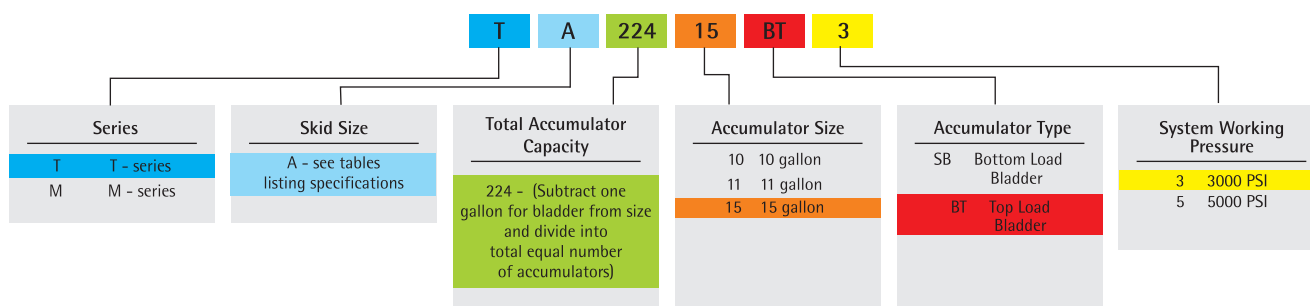 T A 224 15 BT 3
Series
T T - series
M M - series
Skid Size
A - see tables
listing specifications
Total Accumulator
Capacity
224 - (Subtract one
gallon for bladder from size
and divide into
total equal number
of accumulators)
Accumulator Size
10 10 gallon
11 11 gallon
15 15 gallon
Accumulator Type
SB Bottom Load
Bladder
BT Top Load
Bladder
System Working
Pressure
3 3000 PSI
5 5000 PSI